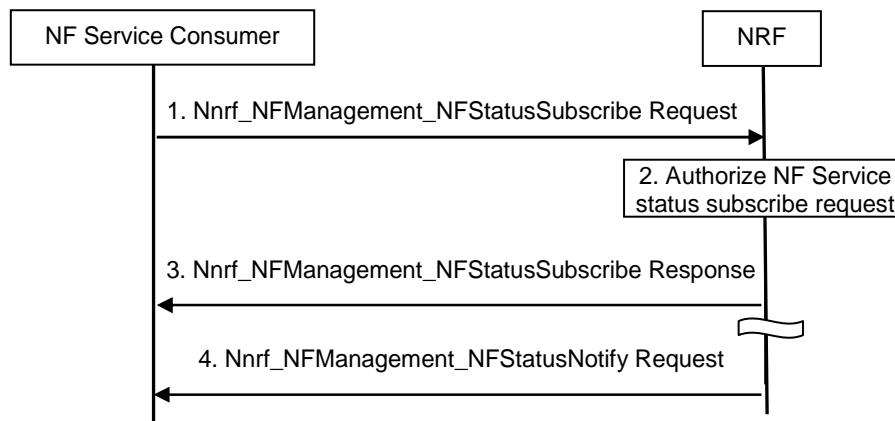 NF Service Consumer
NRF
1. Nnrf_NFManagement_NFStatusSubscribe Request
2. Authorize NF Service
status subscribe request
3. Nnrf_NFManagement_NFStatusSubscribe Response
4. Nnrf_NFManagement_NFStatusNotify Request